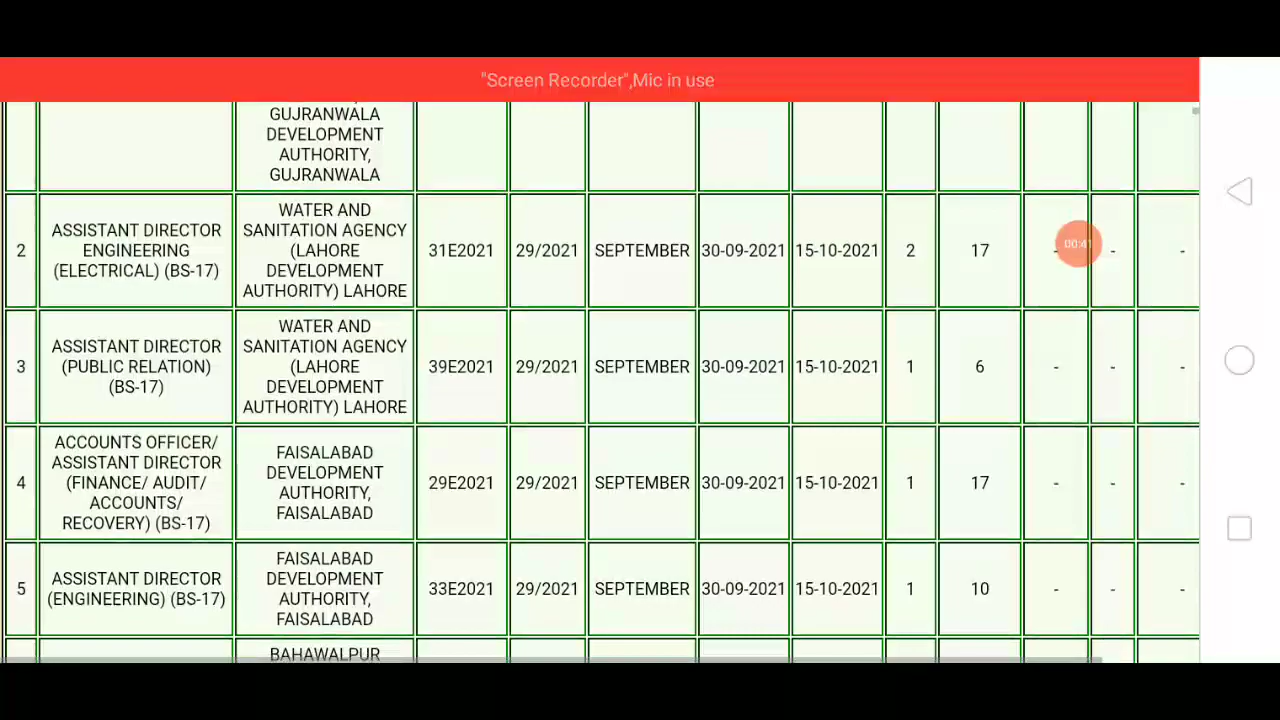 "Screen Recorder",Mic in use
GUJRANWALA
DEVELOPMENT
AUTHORITY,
GUJRANWALA
2
ASSISTANT DIRECTOR
ENGINEERING
(ELECTRICAL) (BS-17)
WATER AND
SANITATION AGENCY
(LAHORE
DEVELOPMENT
AUTHORITY) LAHORE
31E2021
29/2021
SEPTEMBER
30-09-2021
15-10-2021
2
17
-
-
-
00:41
3
ASSISTANT DIRECTOR
(PUBLIC RELATION)
(BS-17)
WATER AND
SANITATION AGENCY
(LAHORE
DEVELOPMENT
AUTHORITY) LAHORE
39E2021
29/2021
SEPTEMBER
30-09-2021
15-10-2021
1
6
-
-
-
4
ACCOUNTS OFFICER/
ASSISTANT DIRECTOR
(FINANCE/ AUDIT/
ACCOUNTS/
RECOVERY) (BS-17)
FAISALABAD
DEVELOPMENT
AUTHORITY,
FAISALABAD
29E2021
29/2021
SEPTEMBER
30-09-2021
15-10-2021
1
17
-
-
-
5
ASSISTANT DIRECTOR
(ENGINEERING) (BS-17)
FAISALABAD
DEVELOPMENT
AUTHORITY,
FAISALABAD
33E2021
29/2021
SEPTEMBER
30-09-2021
15-10-2021
1
10
-
-
-
BAHAWALPUR